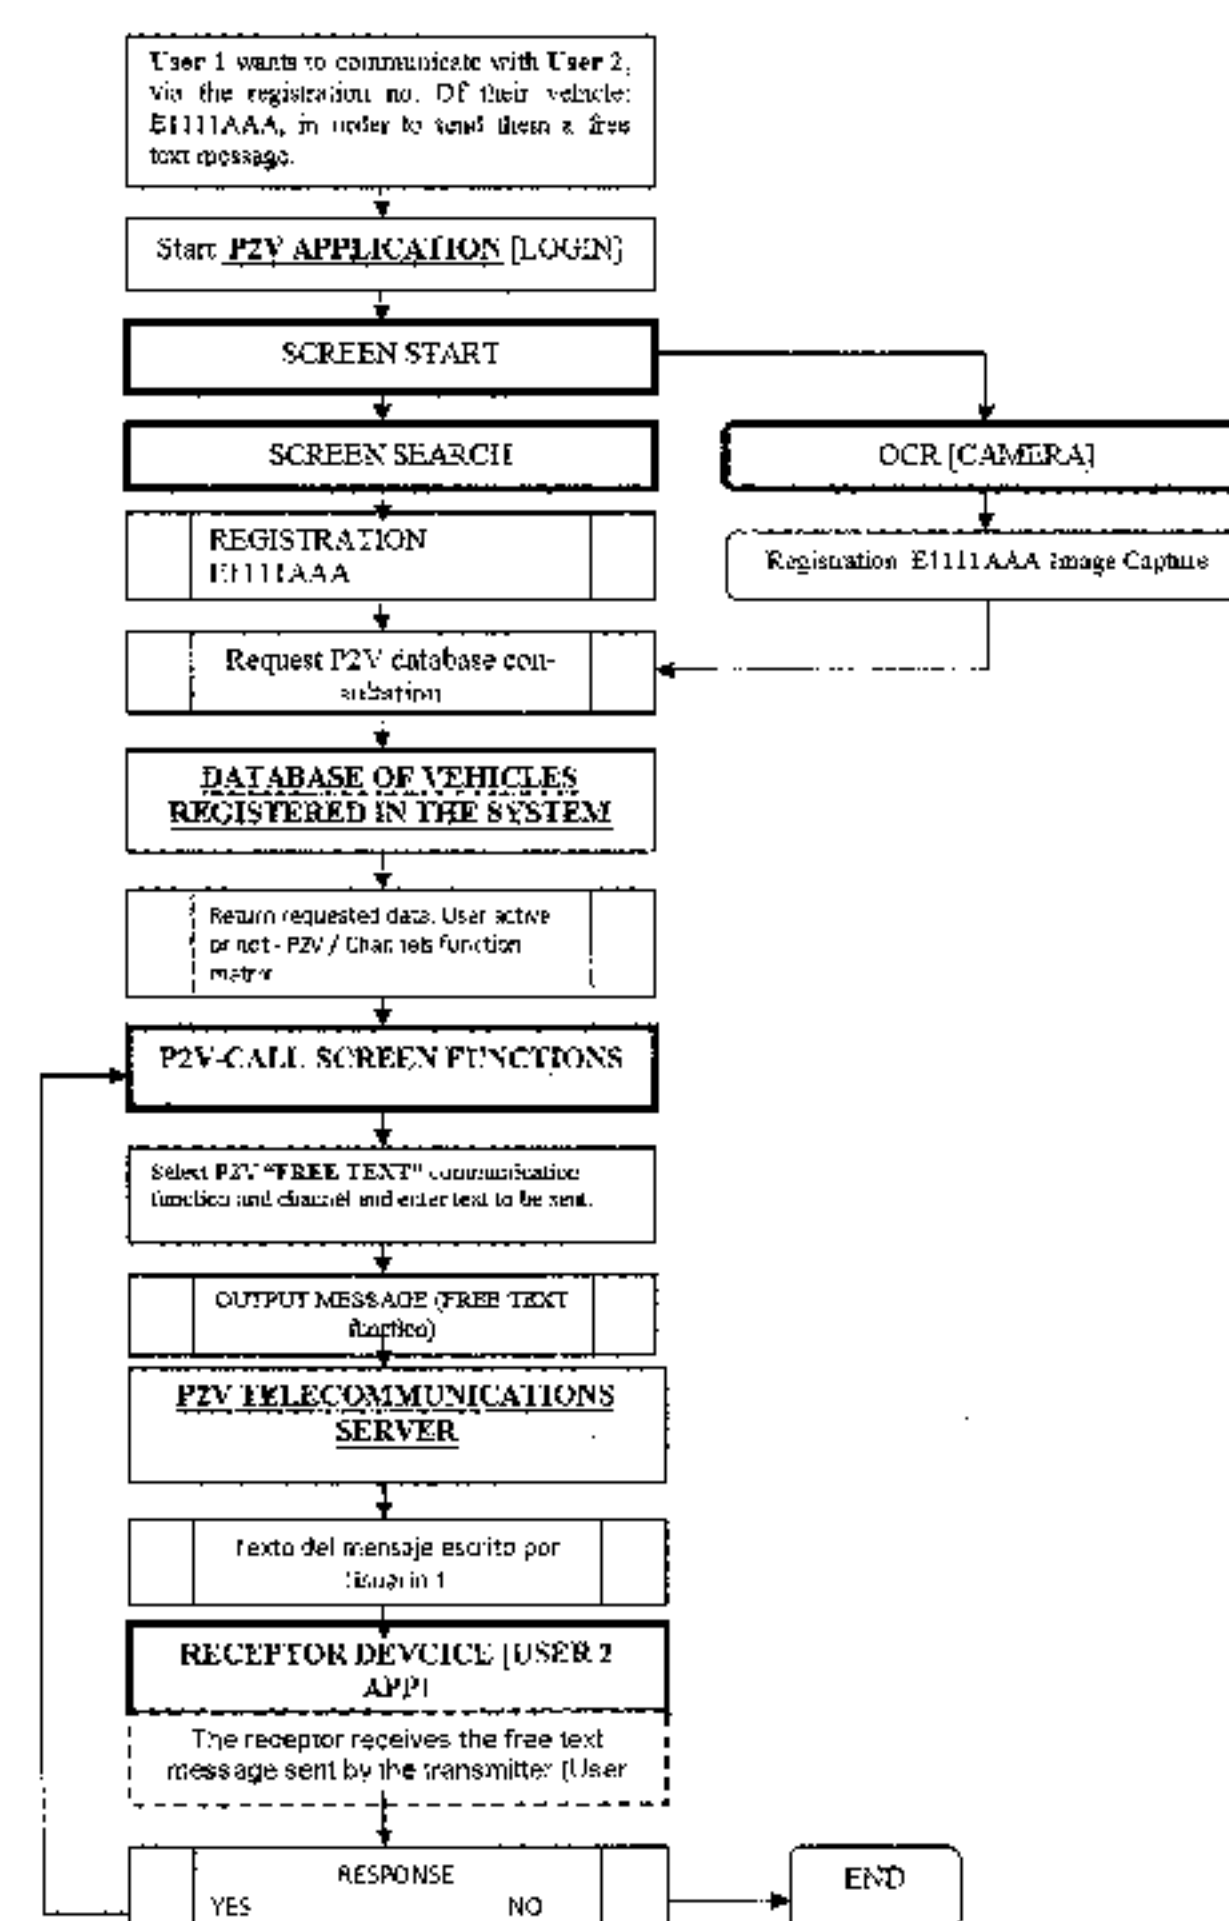 User 1 wants to communicate with User 2,
via the registration no. Of their vehicle:
E1111AAA, in order to send them a free
text message.
Start P2V APPLICATION [LOGIN]
SCREEN START
SCREEN SEARCH
OCR [CAMERA]
REGISTRATION
E1111AAA
Registration E1111AAA Image Capture
Request P2V database con-
sultation
DATABASE OF VEHICLES
REGISTERED IN THE SYSTEM
Return requested data. User active
or not - P2V / Channels function
matrix
P2V-CALL SCREEN FUNCTIONS
Select P2V "FREE TEXT" communication
function and channel and enter text to be sent.
OUTPUT MESSAGE (FREE TEXT
function)
P2V TELECOMMUNICATIONS
SERVER
Texto del mensaje escrito por
Usuario 1
RECEPTOR DEVCICE [USER 2
APP]
The receptor receives the free text
message sent by the transmitter (User
RESPONSE
YES NO
END